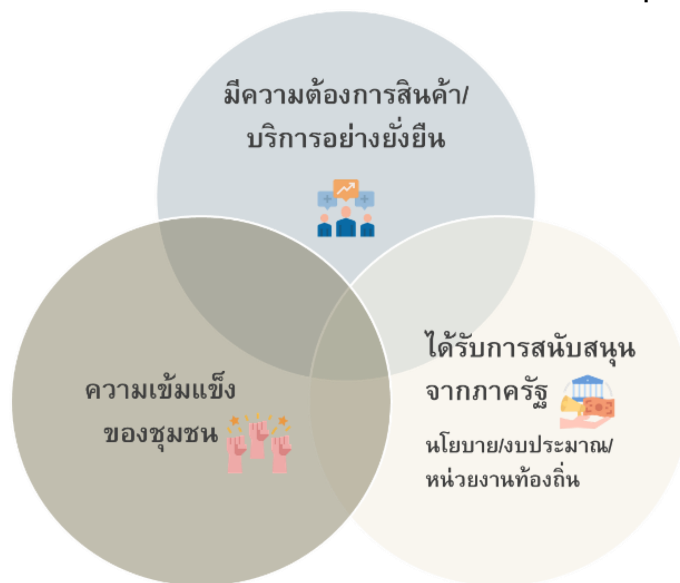 มีความต้องการสินค้า/
บริการอย่างยั่งยืน
ได้รับการสนับสนุน
จากภาครัฐ
นโยบาย/งบประมาณ/
หน่วยงานท้องถิ่น
ความเข้มแข็ง
ของชุมชน